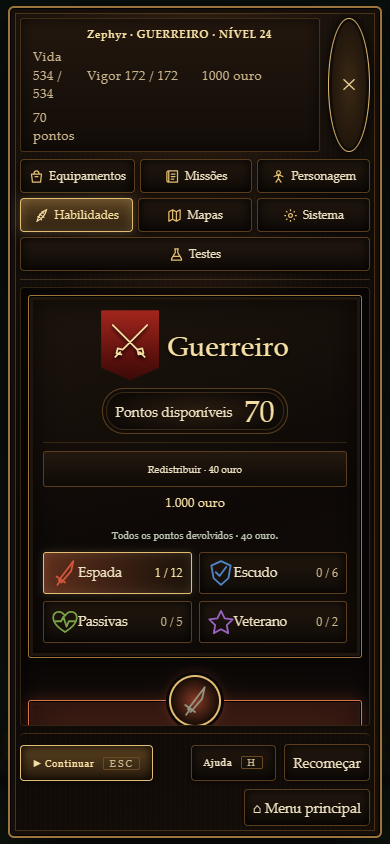 Zephyr · GUERREIRO · NÍVEL 24
Vida
534 /
534
Vigor 172 / 172
1000 ouro
70
pontos
×
Equipamentos
Missões
Personagem
Habilidades
Mapas
Sistema
Testes
Guerreiro
Pontos disponíveis 70
Redistribuir · 40 ouro
1.000 ouro
Todos os pontos devolvidos · 40 ouro.
Espada 1 / 12
Escudo 0 / 6
Passivas 0 / 5
Veterano 0 / 2
▶ Continuar ESC
Ajuda H
Recomeçar
⌂ Menu principal